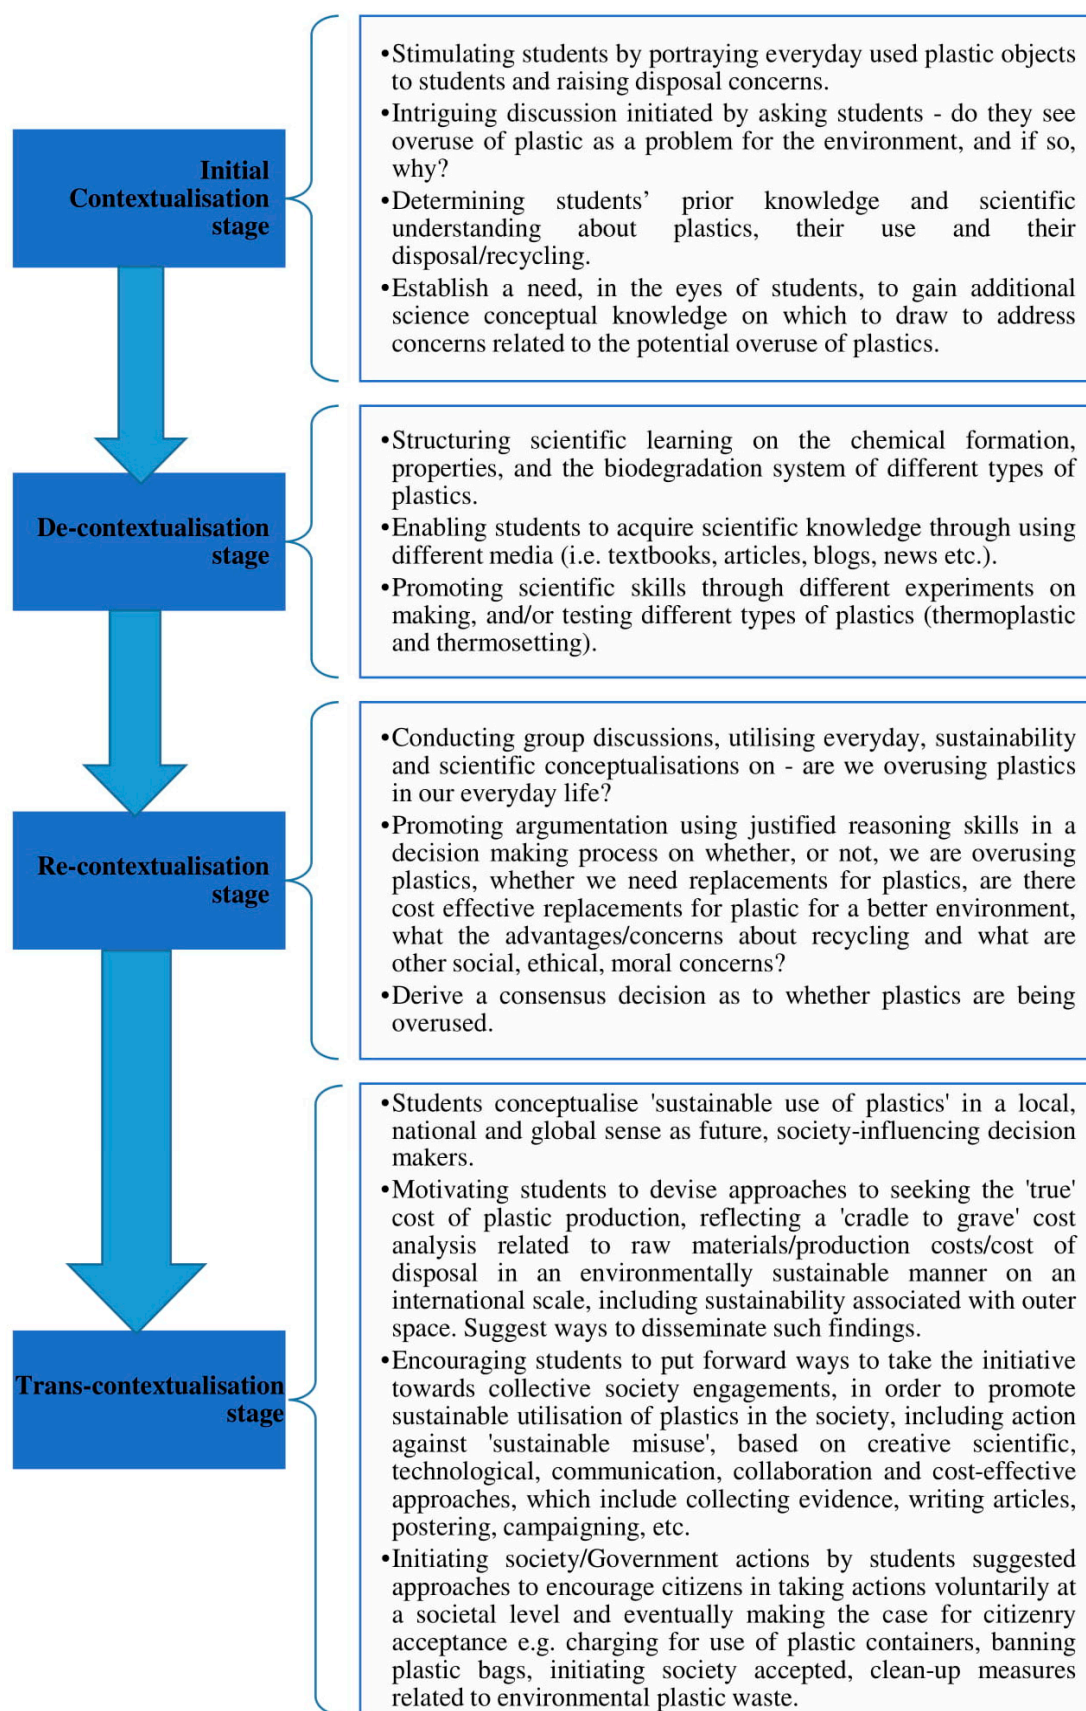 Initial
Contextualisation
stage
•Stimulating students by portraying everyday used plastic objects
to students and raising disposal concerns.
•Intriguing discussion initiated by asking students - do they see
overuse of plastic as a problem for the environment, and if so,
why?
•Determining students’ prior knowledge and scientific
understanding about plastics, their use and their
disposal/recycling.
•Establish a need, in the eyes of students, to gain additional
science conceptual knowledge on which to draw to address
concerns related to the potential overuse of plastics.
De-contextualisation
stage
•Structuring scientific learning on the chemical formation,
properties, and the biodegradation system of different types of
plastics.
•Enabling students to acquire scientific knowledge through using
different media (i.e. textbooks, articles, blogs, news etc.).
•Promoting scientific skills through different experiments on
making, and/or testing different types of plastics (thermoplastic
and thermosetting).
Re-contextualisation
stage
•Conducting group discussions, utilising everyday, sustainability
and scientific conceptualisations on - are we overusing plastics
in our everyday life?
•Promoting argumentation using justified reasoning skills in a
decision making process on whether, or not, we are overusing
plastics, whether we need replacements for plastics, are there
cost effective replacements for plastic for a better environment,
what the advantages/concerns about recycling and what are
other social, ethical, moral concerns?
•Derive a consensus decision as to whether plastics are being
overused.
Trans-contextualisation
stage
•Students conceptualise 'sustainable use of plastics' in a local,
national and global sense as future, society-influencing decision
makers.
•Motivating students to devise approaches to seeking the 'true'
cost of plastic production, reflecting a 'cradle to grave' cost
analysis related to raw materials/production costs/cost of
disposal in an environmentally sustainable manner on an
international scale, including sustainability associated with outer
space. Suggest ways to disseminate such findings.
•Encouraging students to put forward ways to take the initiative
towards collective society engagements, in order to promote
sustainable utilisation of plastics in the society, including action
against 'sustainable misuse', based on creative scientific,
technological, communication, collaboration and cost-effective
approaches, which include collecting evidence, writing articles,
postering, campaigning, etc.
•Initiating society/Government actions by students suggested
approaches to encourage citizens in taking actions voluntarily at
a societal level and eventually making the case for citizenry
acceptance e.g. charging for use of plastic containers, banning
plastic bags, initiating society accepted, clean-up measures
related to environmental plastic waste.